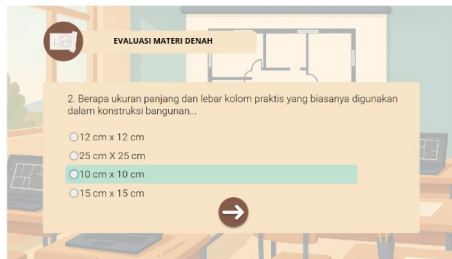 EVALUASI MATERI DENAH
2. Berapa ukuran panjang dan lebar kolom praktis yang biasanya digunakan
dalam konstruksi bangunan...
12 cm x 12 cm
25 cm X 25 cm
10 cm x 10 cm
15 cm x 15 cm